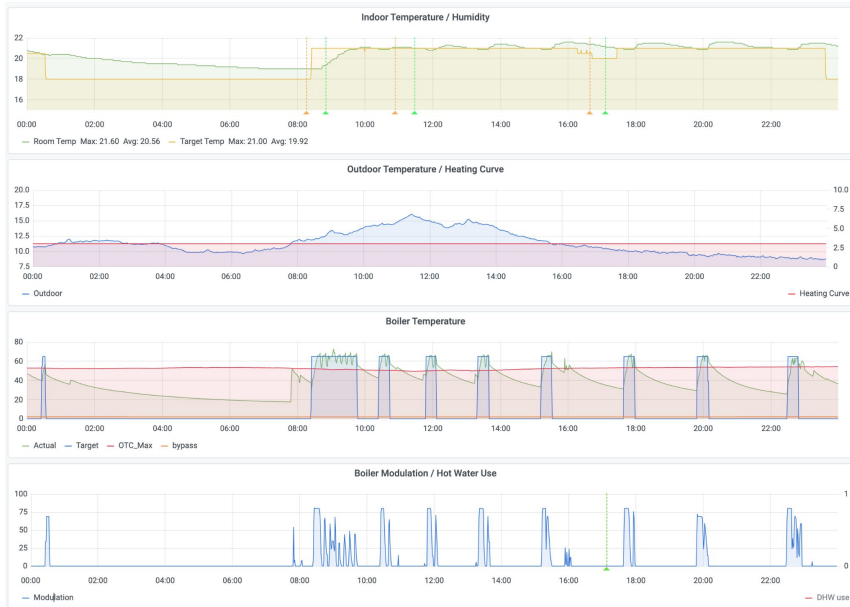 Indoor Temperature / Humidity
22
20
18
16
00:00 02:00 04:00 06:00 08:00 10:00 12:00 14:00 16:00 18:00 20:00 22:00
Room Temp Max: 21.60 Avg: 20.56 Target Temp Max: 21.00 Avg: 19.92
Outdoor Temperature / Heating Curve
20.0 10.0
17.5 7.5
15.0 5.0
12.5
10.0 2.5
7.5 0
00:00 02:00 04:00 06:00 08:00 10:00 12:00 14:00 16:00 18:00 20:00 22:00
Outdoor Heating Curve
Boiler Temperature
80
60
40
20
0
00:00 02:00 04:00 06:00 08:00 10:00 12:00 14:00 16:00 18:00 20:00 22:00
Actual Target OTC_Max bypass
Boiler Modulation / Hot Water Use
100 1
75
50
25
0 0
00:00 02:00 04:00 06:00 08:00 10:00 12:00 14:00 16:00 18:00 20:00 22:00
Modulation DHW use